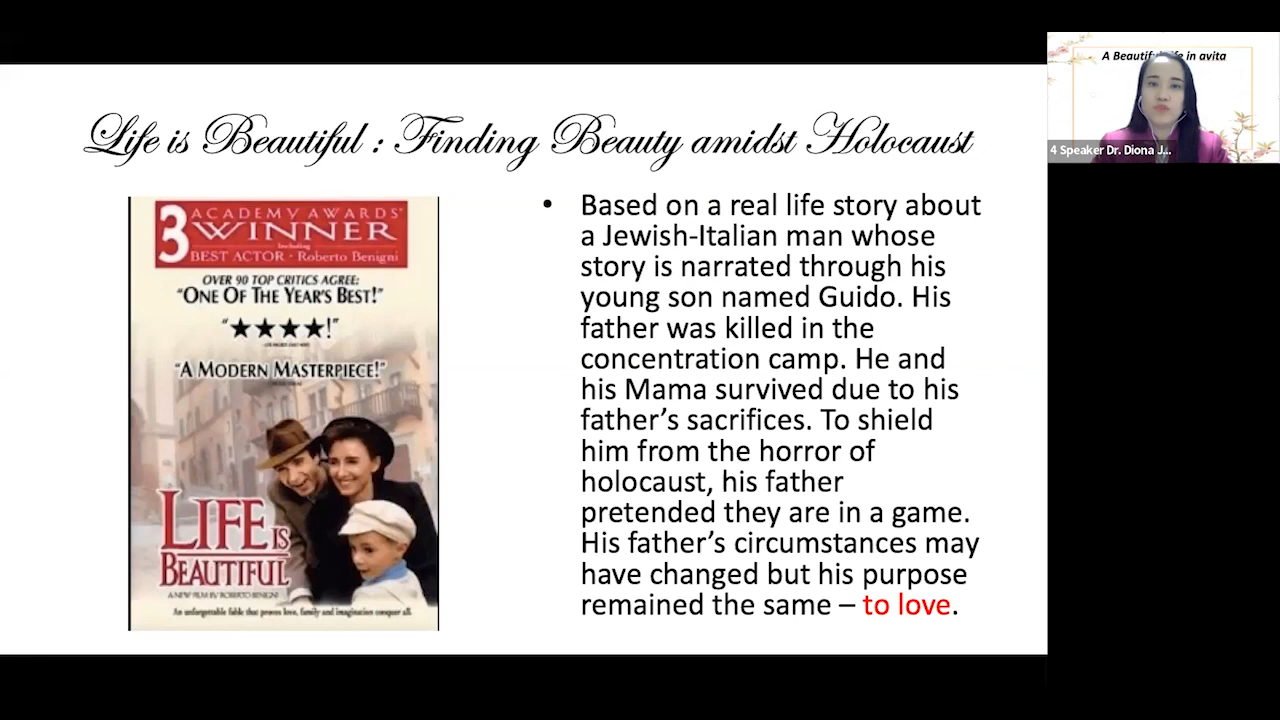 Life is Beautiful : Finding Beauty amidst Holocaust
3 ACADEMY AWARDS'
WINNER
Including
BEST ACTOR - Roberto Benigni
OVER 90 TOP CRITICS AGREE:
"ONE OF THE YEAR'S BEST!"
"★★★★!"
"A MODERN MASTERPIECE!"
LIFE IS
BEAUTIFUL
A NEW FILM BY ROBERTO BENIGNI
An unforgettable fable that proves love, family and imagination conquer all.
• Based on a real life story about
a Jewish-Italian man whose
story is narrated through his
young son named Guido. His
father was killed in the
concentration camp. He and
his Mama survived due to his
father's sacrifices. To shield
him from the horror of
holocaust, his father
pretended they are in a game.
His father's circumstances may
have changed but his purpose
remained the same – to love.
A Beautif in avita
4 Speaker Dr. Diona J...